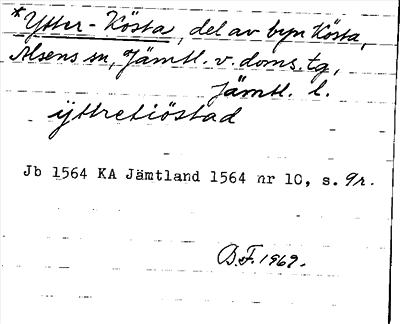 *Ytter-Kösta, del av byn Kösta,
Alsens sn, Jämtl. v. doms. tg,
Jämtl. l.
yttretiöstad
Jb 1564 KA Jämtland 1564 nr 10, s. 9r.
B.F. 1969.